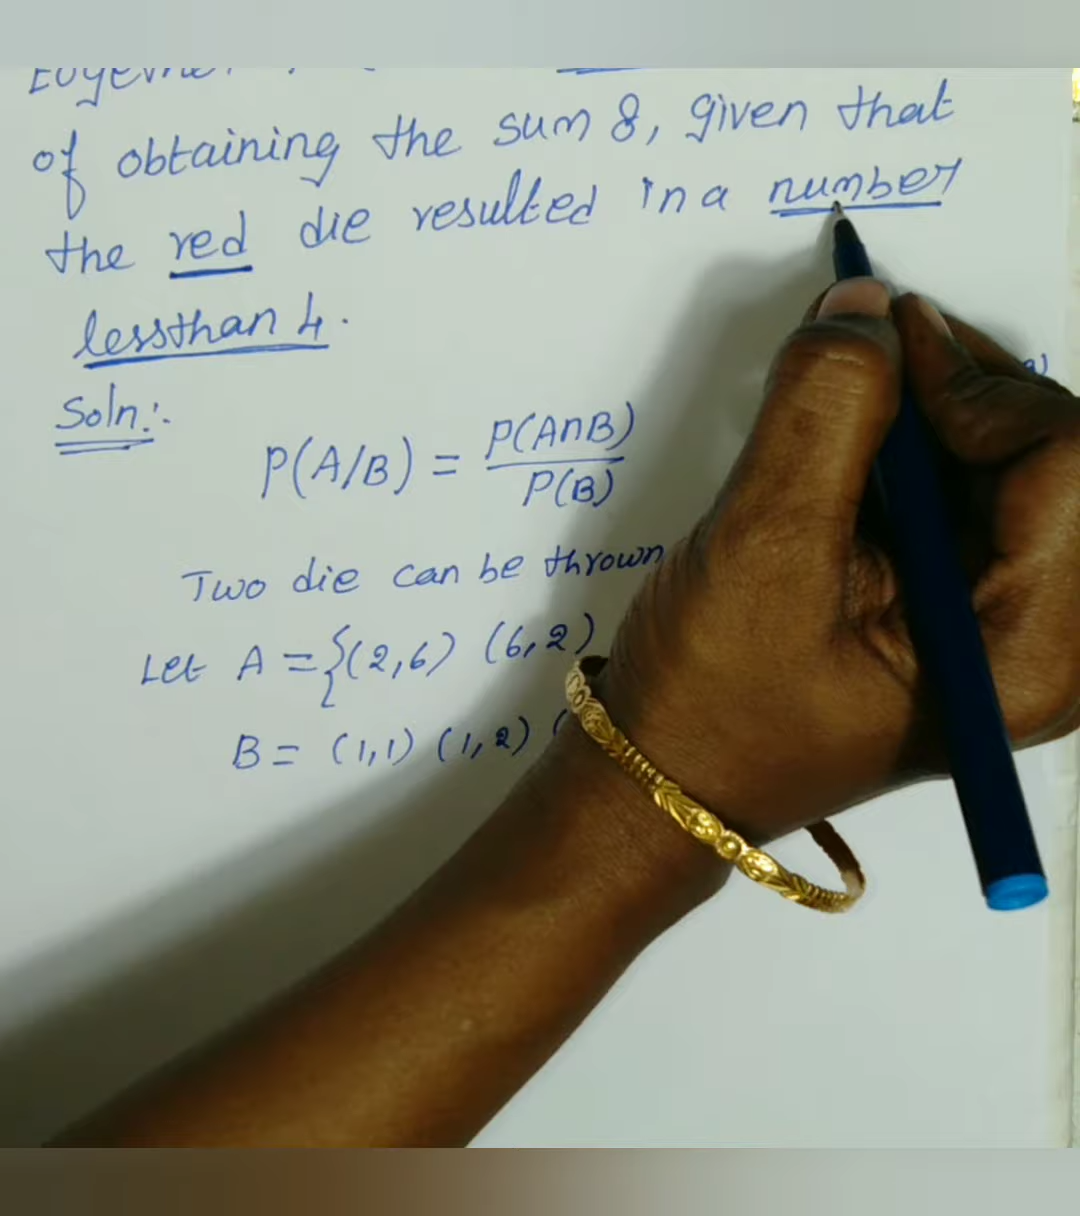 of obtaining the sum 8, given that
the red die resulted in a number
lessthan 4.
Soln:-
P(A/B) = P(A∩B) / P(B)
Two die can be thrown
Let A = {(2,6) (6,2)
B = (1,1) (1,2) (